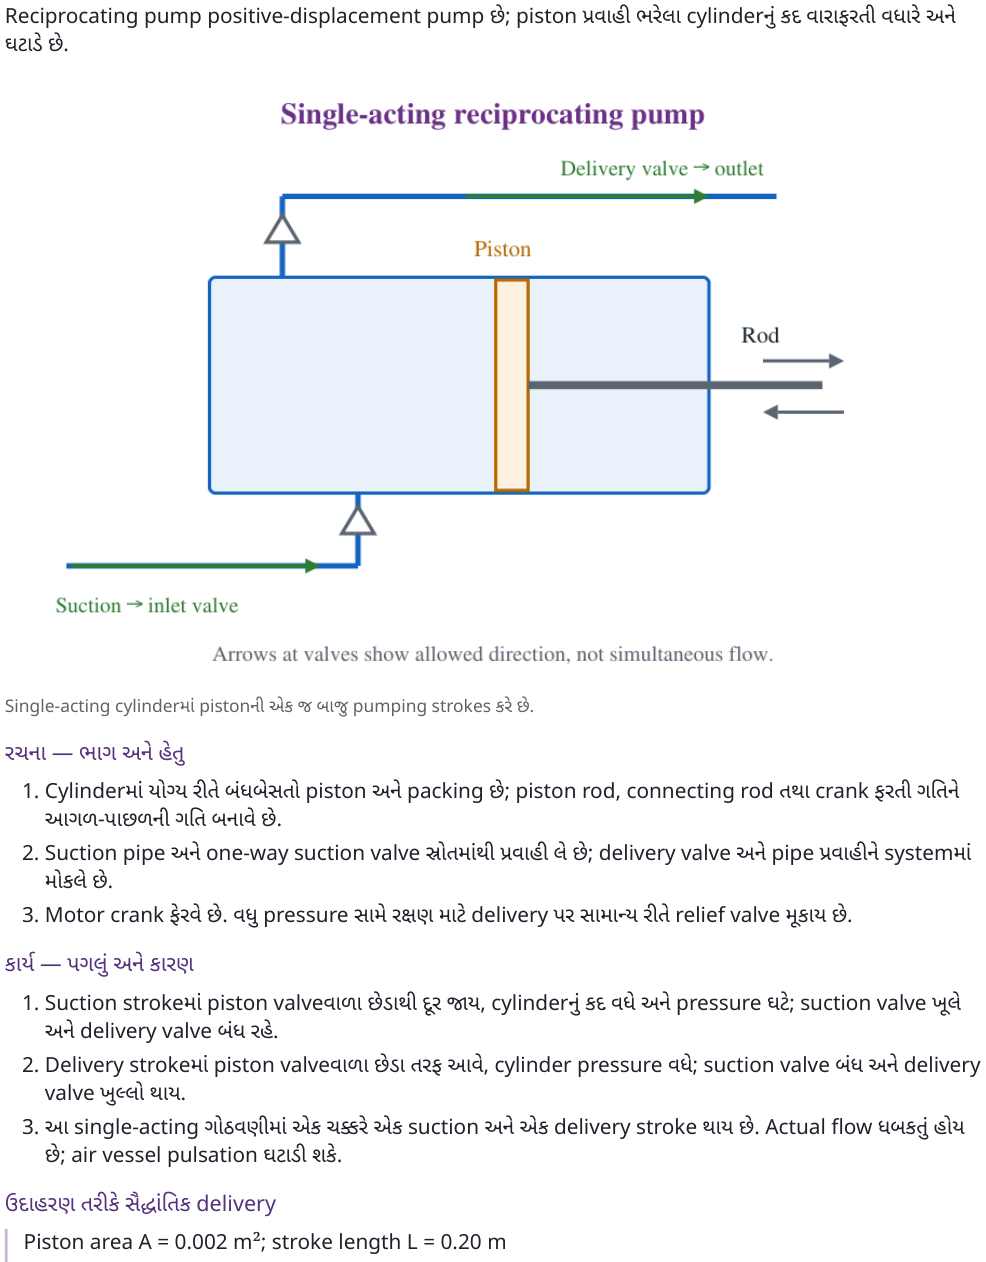 Reciprocating pump positive-displacement pump છે; piston પ્રવાહી ભરેલા cylinderનું કદ વારાફરતી વધારે અને
ઘટાડે છે.
Single-acting reciprocating pump
Delivery valve → outlet
Piston
Rod
Suction → inlet valve
Arrows at valves show allowed direction, not simultaneous flow.
Single-acting cylinderમાં pistonની એક જ બાજુ pumping strokes કરે છે.
રચના — ભાગ અને હેતુ
1. Cylinderમાં યોગ્ય રીતે બંધબેસતો piston અને packing છે; piston rod, connecting rod તથા crank ફરતી ગતિને
આગળ-પાછળની ગતિ બનાવે છે.
2. Suction pipe અને one-way suction valve સ્રોતમાંથી પ્રવાહી લે છે; delivery valve અને pipe પ્રવાહીને systemમાં
મોકલે છે.
3. Motor crank ફેરવે છે. વધુ pressure સામે રક્ષણ માટે delivery પર સામાન્ય રીતે relief valve મૂકાય છે.
કાર્ય — પગલું અને કારણ
1. Suction strokeમાં piston valveવાળા છેડાથી દૂર જાય, cylinderનું કદ વધે અને pressure ઘટે; suction valve ખૂલે
અને delivery valve બંધ રહે.
2. Delivery strokeમાં piston valveવાળા છેડા તરફ આવે, cylinder pressure વધે; suction valve બંધ અને delivery
valve ખુલ્લો થાય.
3. આ single-acting ગોઠવણીમાં એક ચક્કરે એક suction અને એક delivery stroke થાય છે. Actual flow ધબકતું હોય
છે; air vessel pulsation ઘટાડી શકે.
ઉદાહરણ તરીકે સૈદ્ધાંતિક delivery
Piston area A = 0.002 m²; stroke length L = 0.20 m